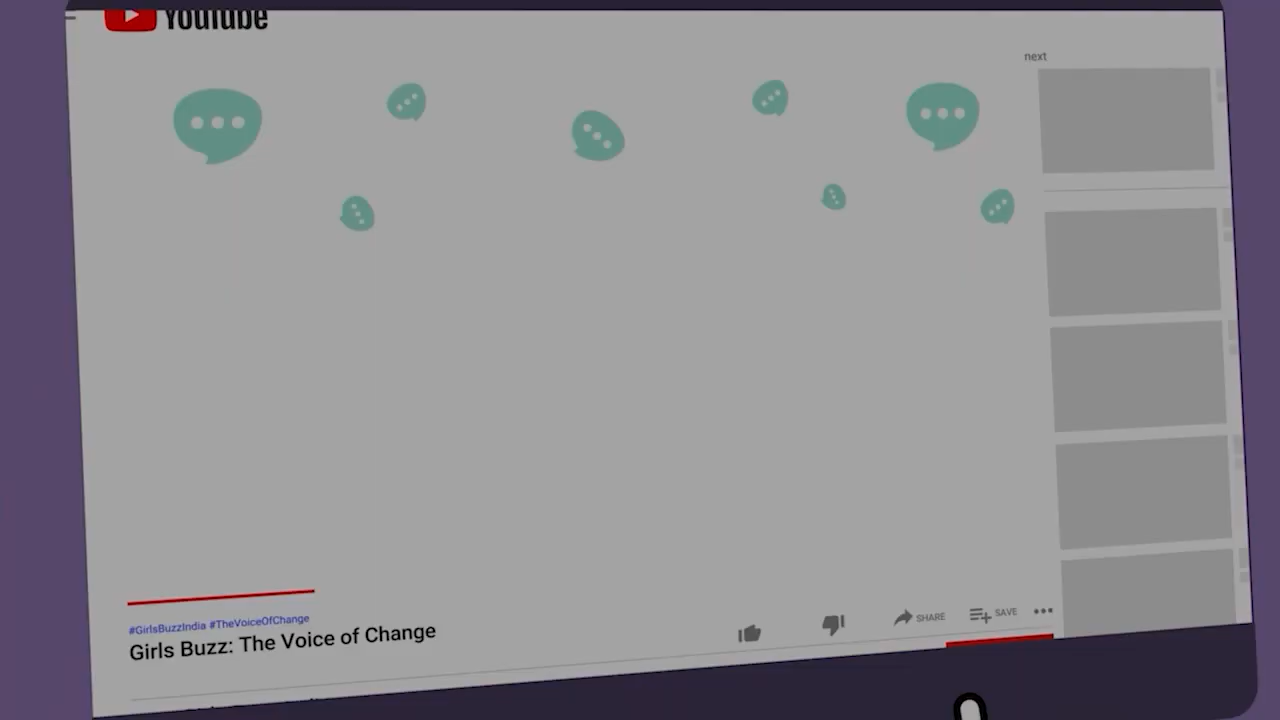 YouTube
next
#GirlsBuzzIndia #TheVoiceOfChange
Girls Buzz: The Voice of Change
SHARE
SAVE